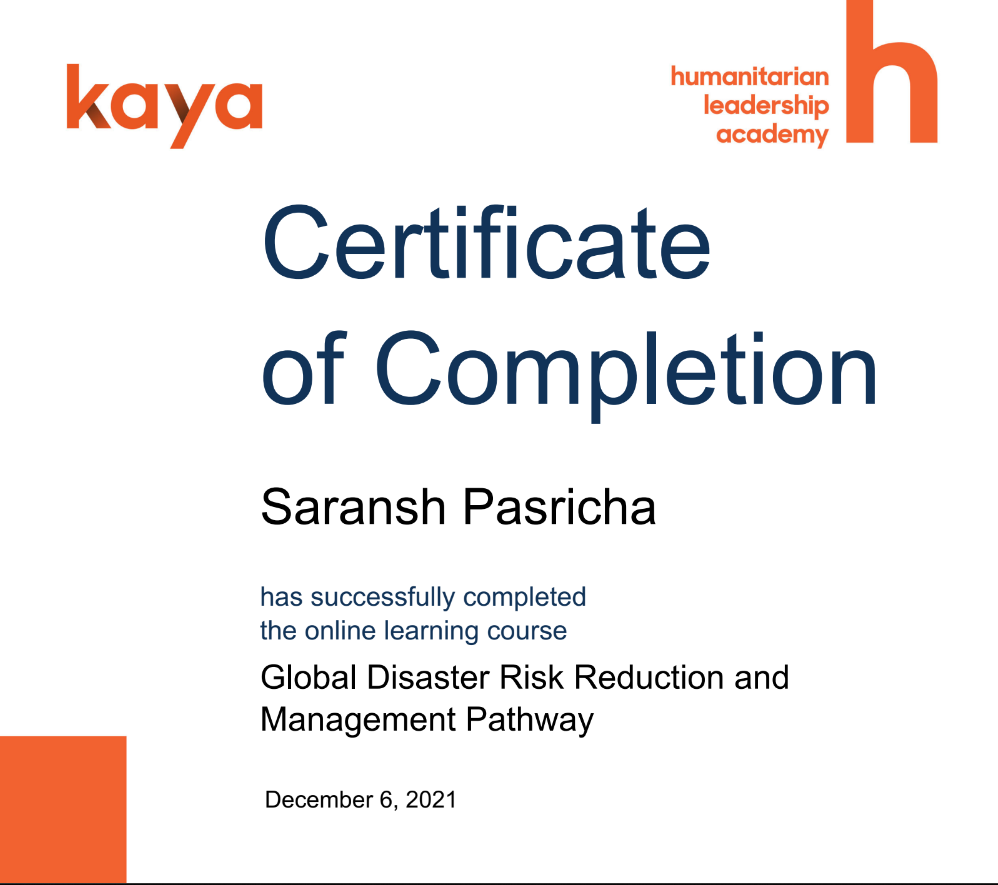 kaya
humanitarian
leadership
academy
h
Certificate
of Completion
Saransh Pasricha
has successfully completed
the online learning course
Global Disaster Risk Reduction and
Management Pathway
December 6, 2021